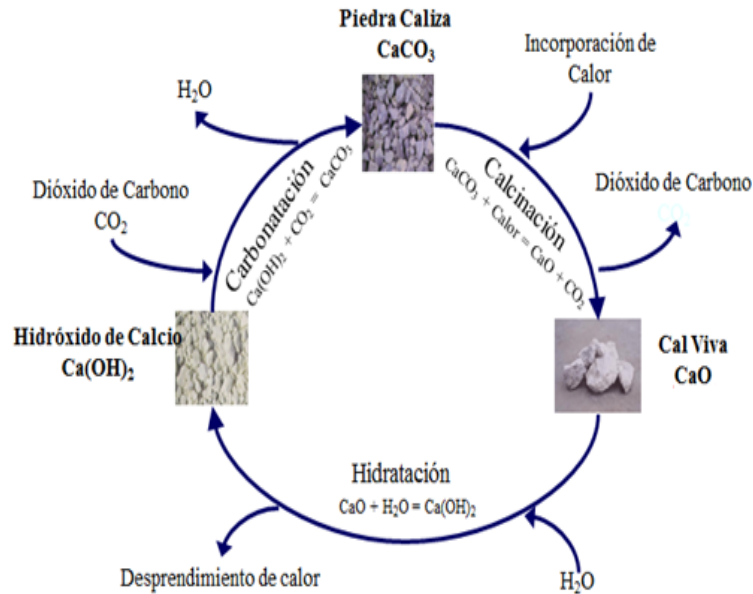 Piedra Caliza
CaCO₃
Incorporación de
Calor
H₂O
Dióxido de Carbono
CO₂
Carbonatación
Ca(OH)₂ + CO₂ = CaCO₃
Calcinación
CaCO₃ + Calor = CaO + CO₂
Dióxido de Carbono
CO₂
Hidróxido de Calcio
Ca(OH)₂
Cal Viva
CaO
Hidratación
CaO + H₂O = Ca(OH)₂
Desprendimiento de calor
H₂O